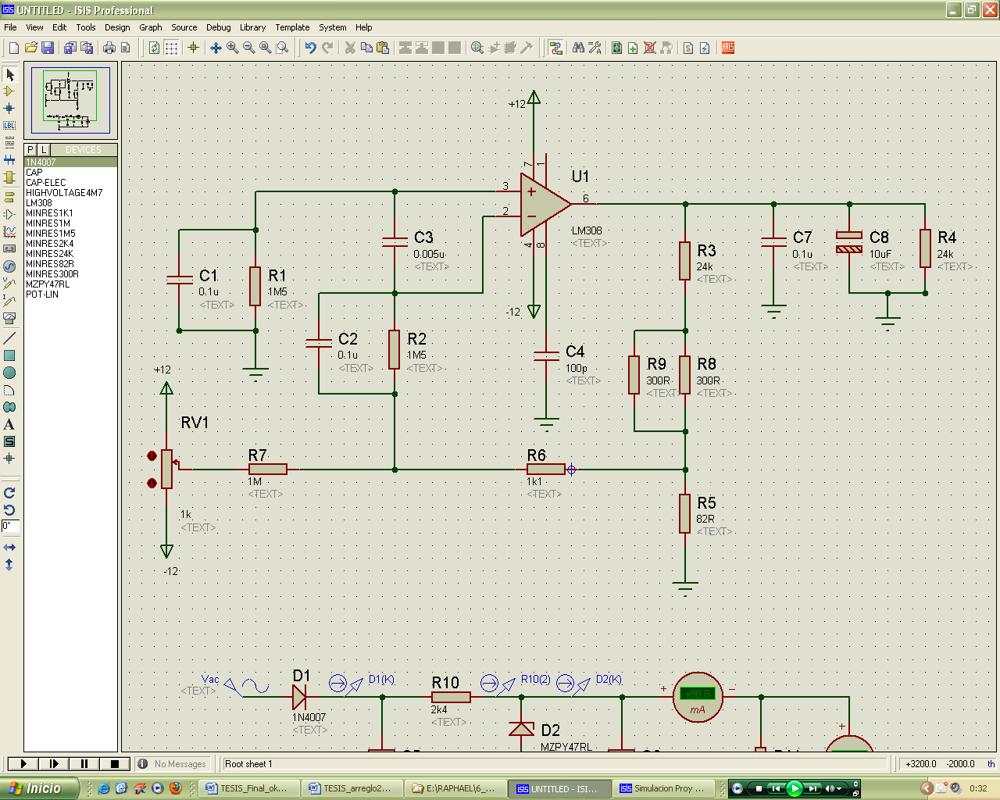 UNTITLED - ISIS Professional
File View Edit Tools Design Graph Source Debug Library Template System Help
ARES
P L DEVICES
1N4007
CAP
CAP-ELEC
HIGHVOLTAGE4M7
LM308
MINRES1K1
MINRES1M
MINRES1M5
MINRES2K4
MINRES24K
MINRES82R
MINRES300R
MZPY47RL
POT-LIN
LBL
A
S
0°
+12
7
1
U1
3
2
6
LM308
<TEXT>
4
8
-12
C1
0.1u
<TEXT>
R1
1M5
<TEXT>
C3
0.005u
<TEXT>
C2
0.1u
<TEXT>
R2
1M5
<TEXT>
C4
100p
<TEXT>
R3
24k
<TEXT>
C7
0.1u
<TEXT>
C8
10uF
<TEXT>
R4
24k
<TEXT>
R9
300R
<TEXT>
R8
300R
<TEXT>
+12
RV1
1k
<TEXT>
-12
R7
1M
<TEXT>
R6
1k1
<TEXT>
R5
82R
<TEXT>
Vac
<TEXT>
D1
1N4007
<TEXT>
D1(K)
R10
2k4
<TEXT>
R10(2)
D2(K)
D2
MZPY47RL
+88.8
mA
+
−
+
No Messages
Root sheet 1
+3200.0 -2000.0 th
Inicio
TESIS_Final_ok...
TESIS_arreglo2...
E:\RAPHAEL\6_...
UNTITLED - ISI...
Simulacion Proy ...
0:32